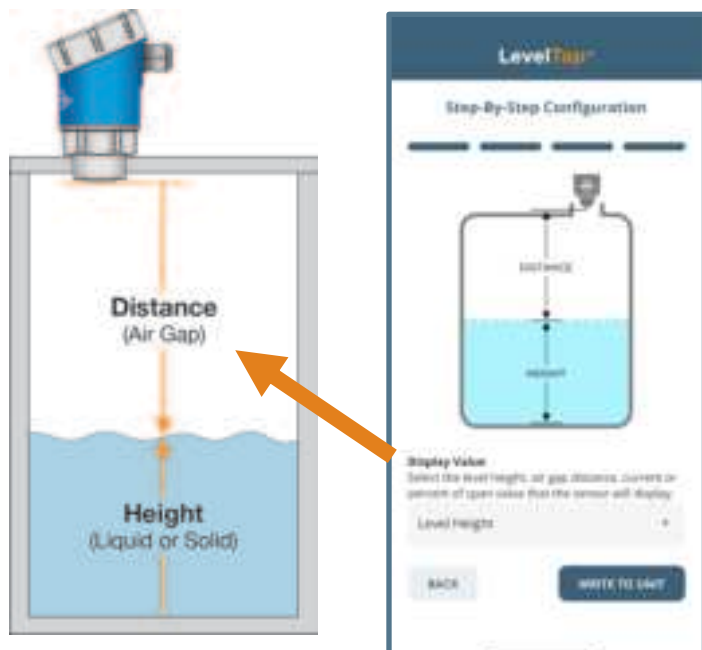 Distance
(Air Gap)
Height
(Liquid or Solid)
LevelTap
Step-By-Step Configuration
DISTANCE
HEIGHT
Display Value
Select the level height, air gap distance, current or
percent of span value that the sensor will display
Level Height
BACK
WRITE TO UNIT